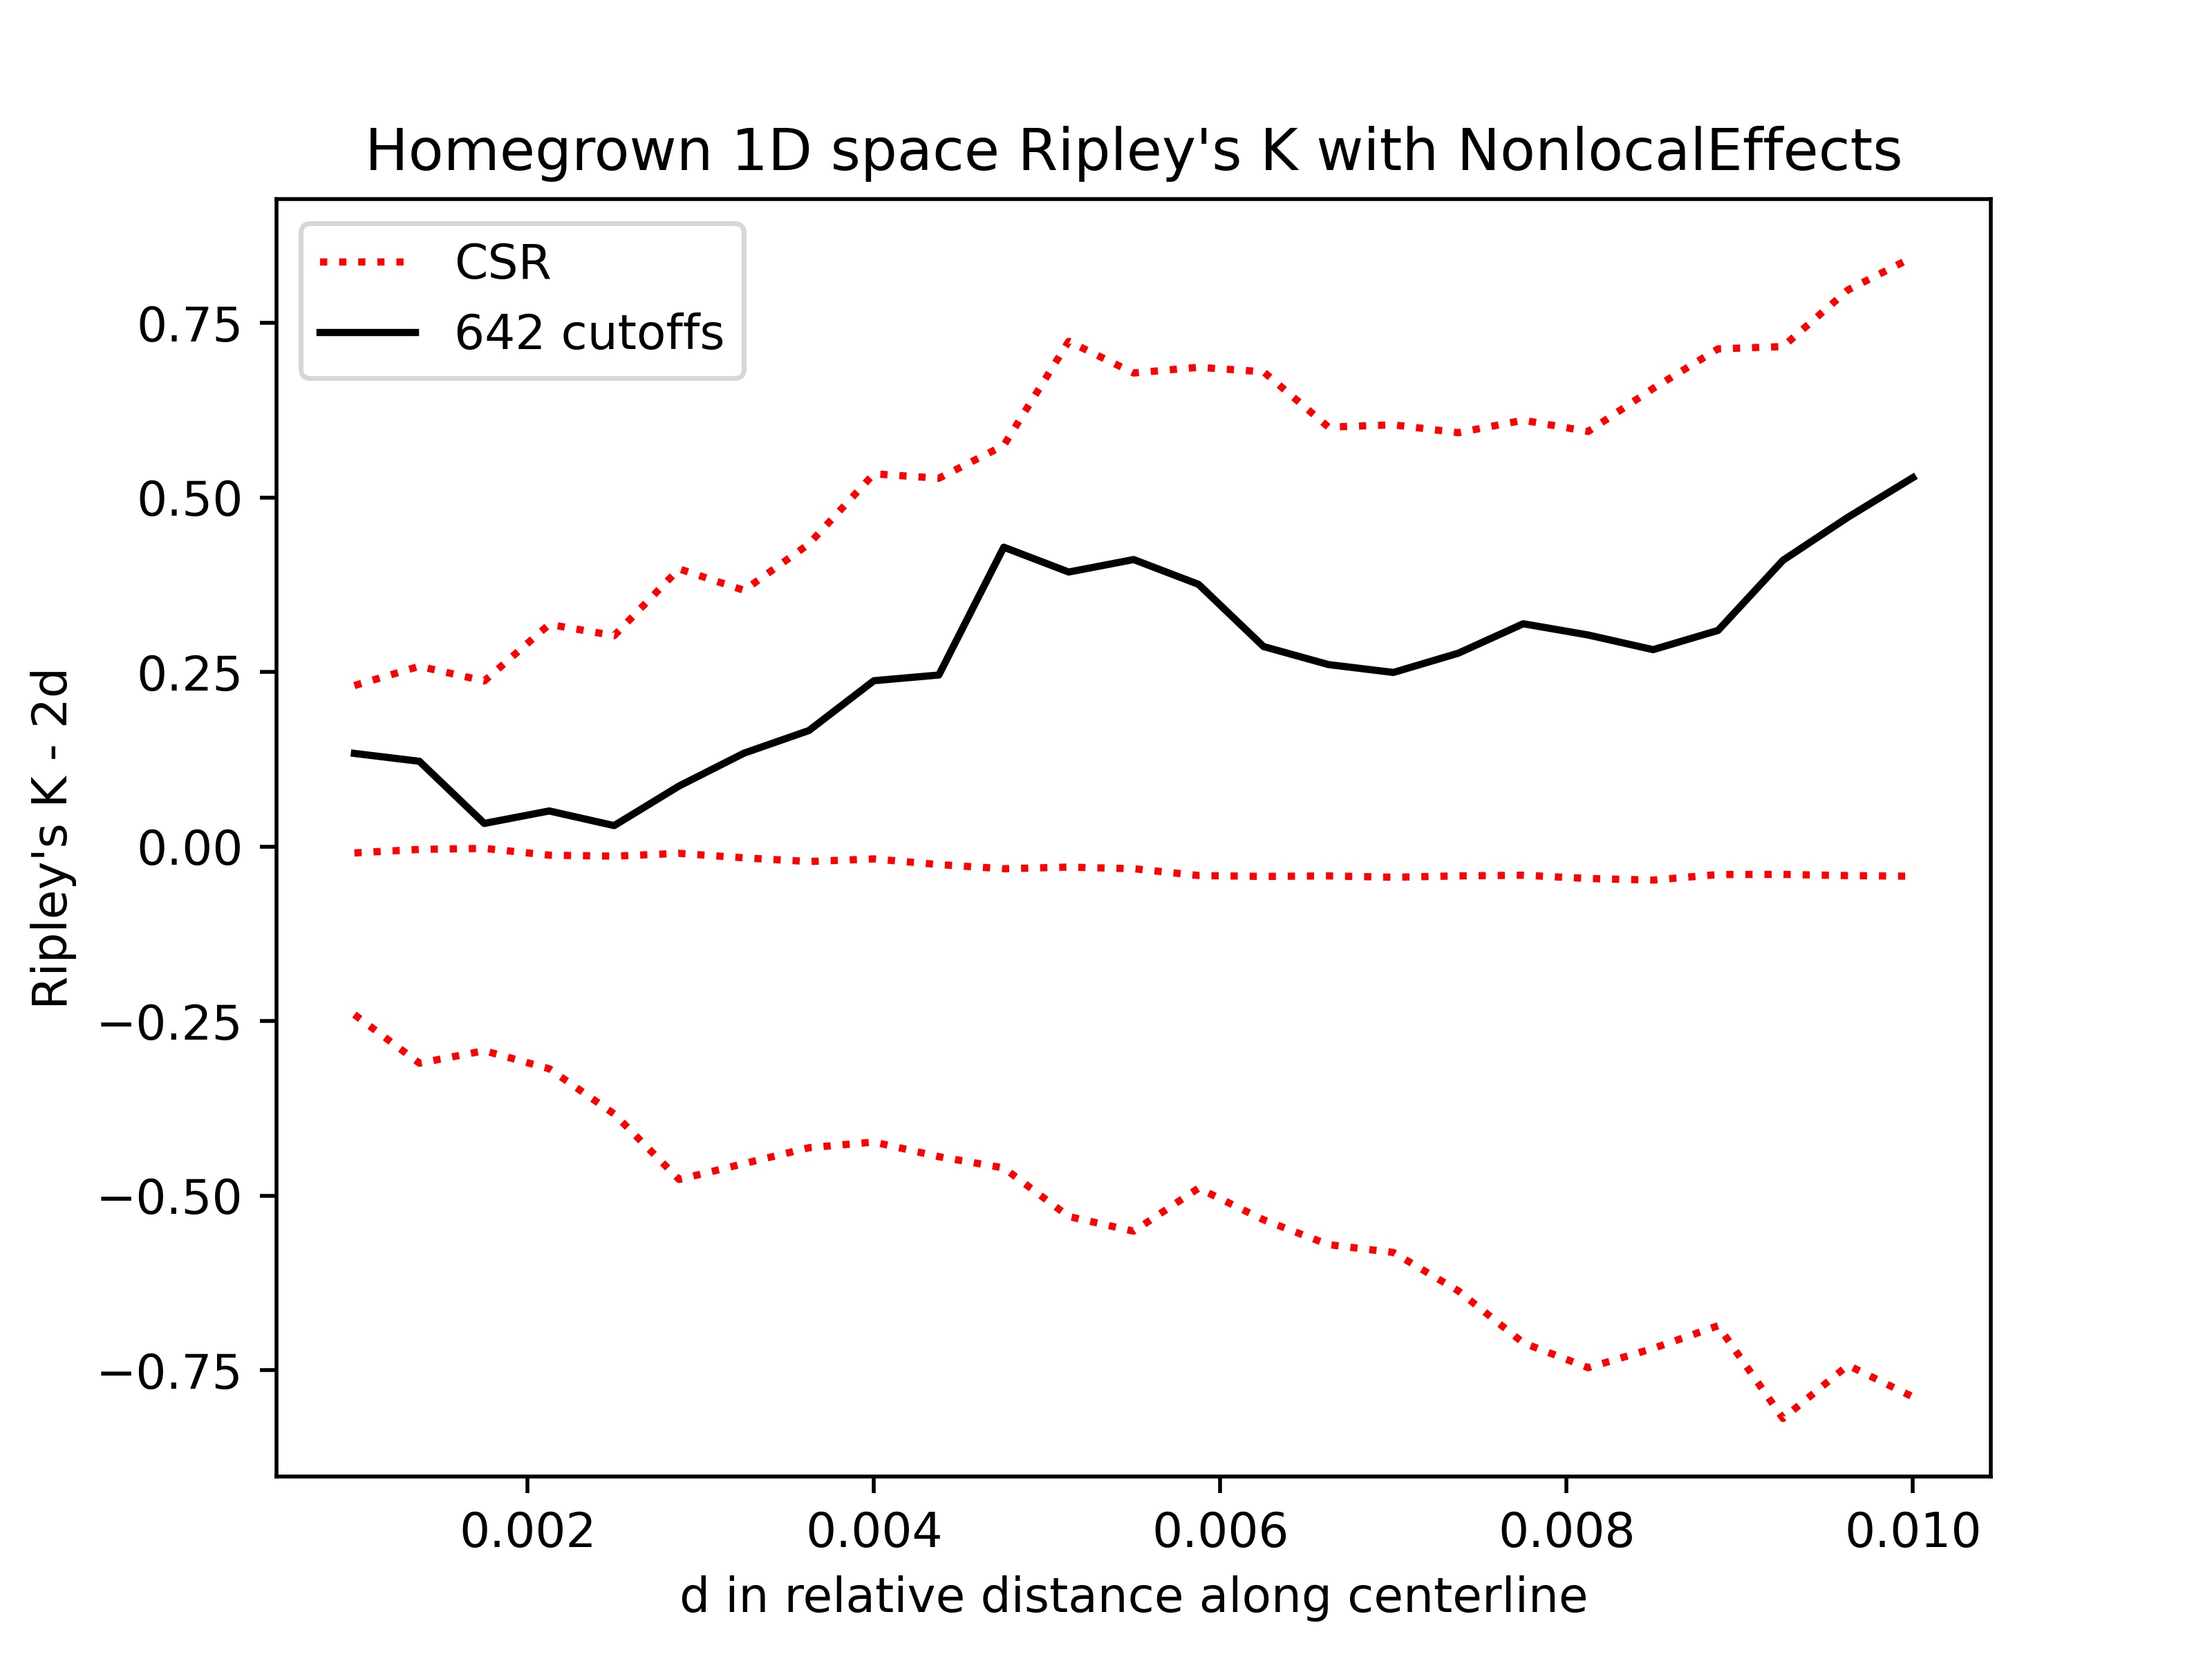 Homegrown 1D space Ripley's K with NonlocalEffects
CSR
642 cutoffs
Ripley's K - 2d
0.75
0.50
0.25
0.00
−0.25
−0.50
−0.75
0.002 0.004 0.006 0.008 0.010
d in relative distance along centerline